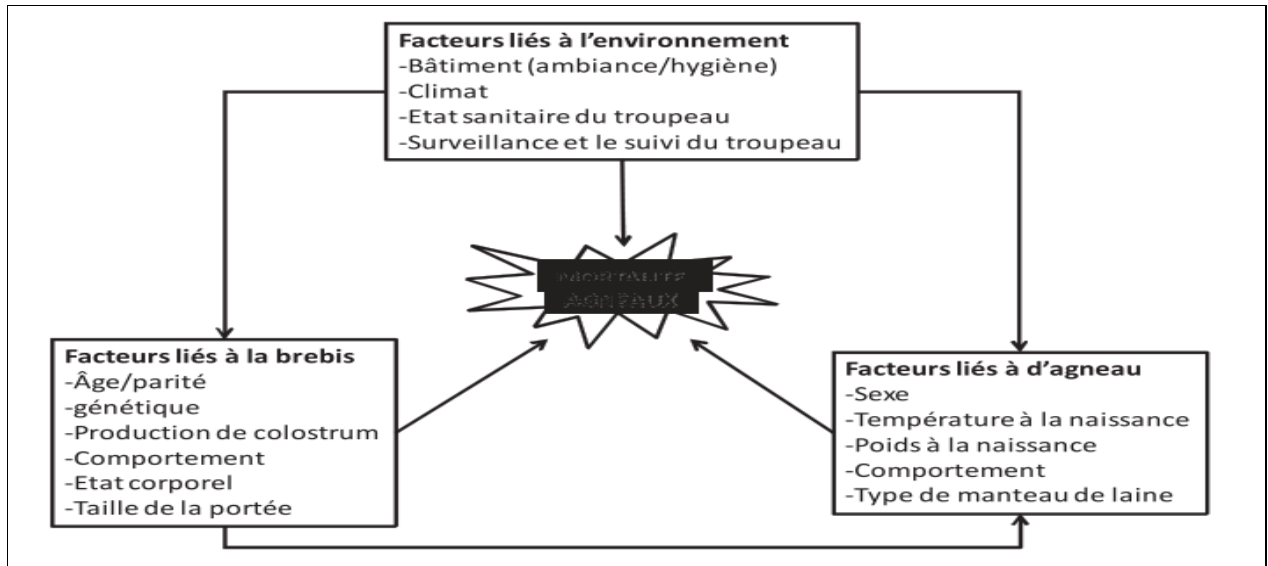 Facteurs liés à l'environnement
-Bâtiment (ambiance/hygiène)
-Climat
-Etat sanitaire du troupeau
-Surveillance et le suivi du troupeau
MORTALITE
AGNEAUX
Facteurs liés à la brebis
-Âge/parité
-génétique
-Production de colostrum
-Comportement
-Etat corporel
-Taille de la portée
Facteurs liés à d'agneau
-Sexe
-Température à la naissance
-Poids à la naissance
-Comportement
-Type de manteau de laine